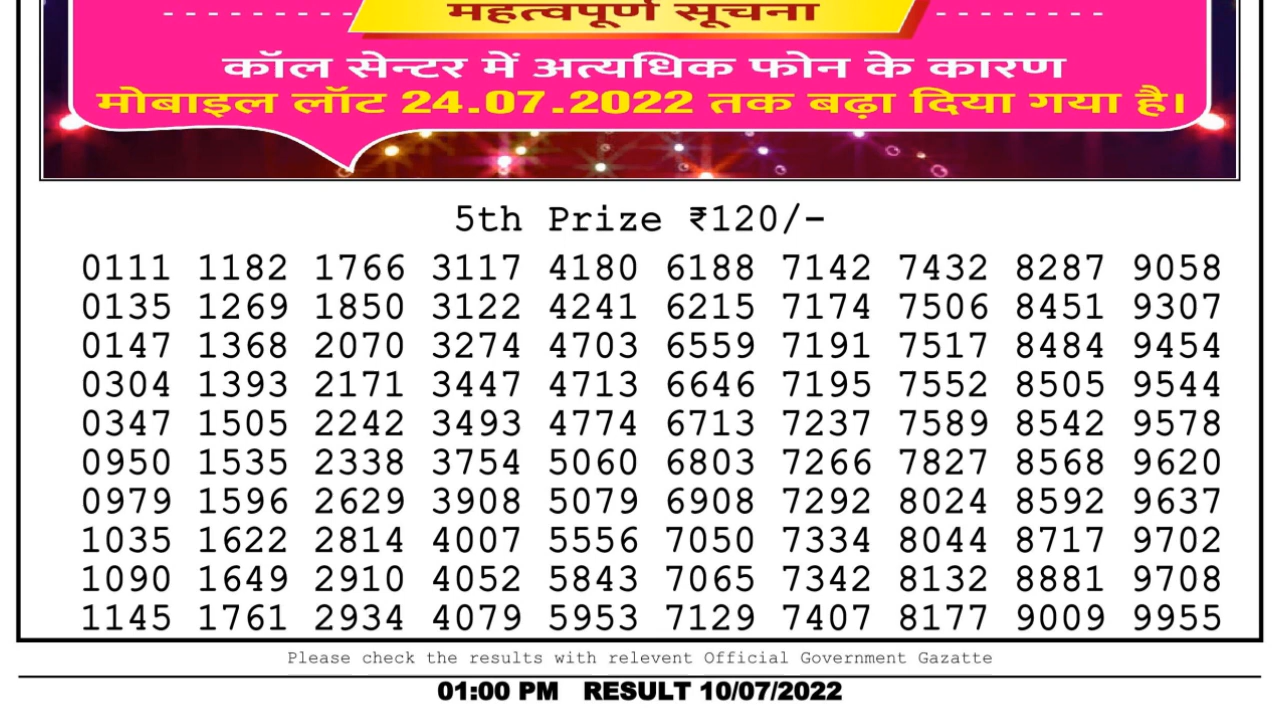 महत्वपूर्ण सूचना
कॉल सेन्टर में अत्यधिक फोन के कारण
मोबाइल लॉट 24.07.2022 तक बढ़ा दिया गया है।
5th Prize ₹120/-
0111 1182 1766 3117 4180 6188 7142 7432 8287 9058
0135 1269 1850 3122 4241 6215 7174 7506 8451 9307
0147 1368 2070 3274 4703 6559 7191 7517 8484 9454
0304 1393 2171 3447 4713 6646 7195 7552 8505 9544
0347 1505 2242 3493 4774 6713 7237 7589 8542 9578
0950 1535 2338 3754 5060 6803 7266 7827 8568 9620
0979 1596 2629 3908 5079 6908 7292 8024 8592 9637
1035 1622 2814 4007 5556 7050 7334 8044 8717 9702
1090 1649 2910 4052 5843 7065 7342 8132 8881 9708
1145 1761 2934 4079 5953 7129 7407 8177 9009 9955
Please check the results with relevent Official Government Gazatte
01:00 PM RESULT 10/07/2022